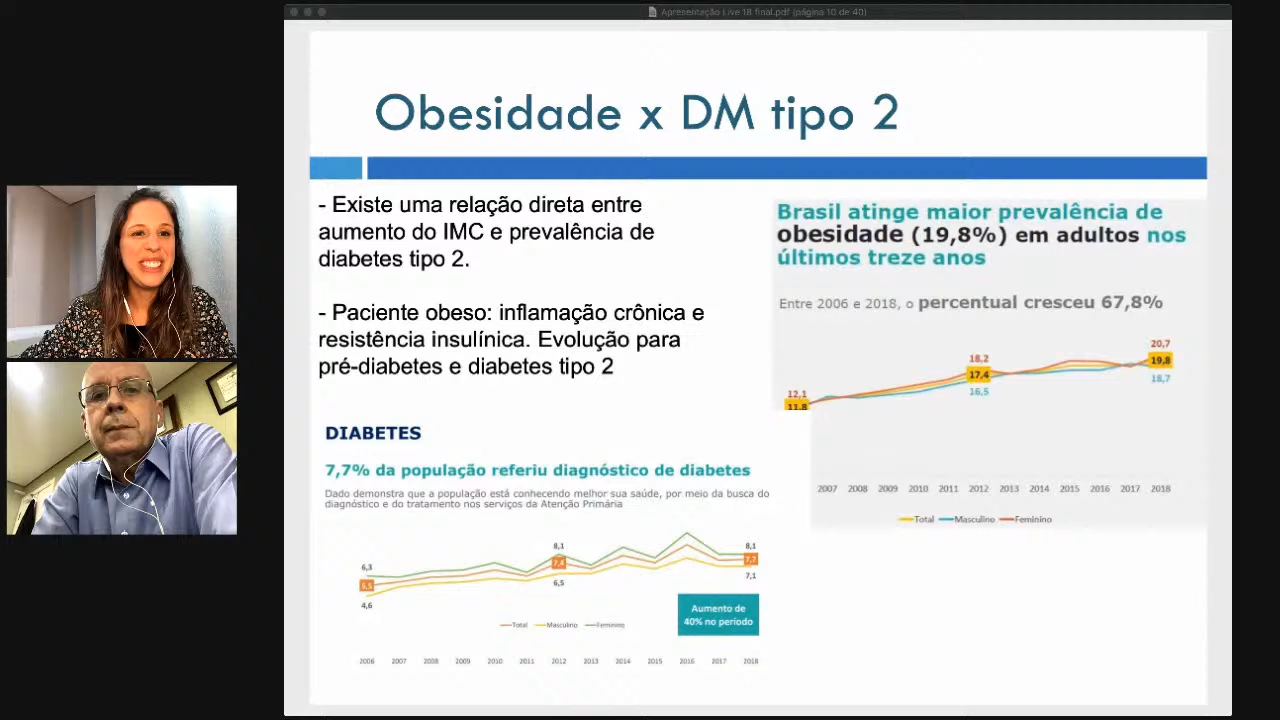 Apresentação Live 18 final.pdf (página 10 de 40)
Obesidade x DM tipo 2
- Existe uma relação direta entre
aumento do IMC e prevalência de
diabetes tipo 2.
- Paciente obeso: inflamação crônica e
resistência insulínica. Evolução para
pré-diabetes e diabetes tipo 2
Brasil atinge maior prevalência de
obesidade (19,8%) em adultos nos
últimos treze anos
Entre 2006 e 2018, o percentual cresceu 67,8%
20,7
18,2
19,8
17,4
18,7
12,1
16,5
11,8
2007 2008 2009 2010 2011 2012 2013 2014 2015 2016 2017 2018
Total Masculino Feminino
DIABETES
7,7% da população referiu diagnóstico de diabetes
Dado demonstra que a população está conhecendo melhor sua saúde, por meio da busca do
diagnóstico e do tratamento nos serviços da Atenção Primária
8,1 8,1
7,4 7,7
6,3
6,5 7,1
5,5
4,6
Aumento de
40% no período
Total Masculino Feminino
2006 2007 2008 2009 2010 2011 2012 2013 2014 2015 2016 2017 2018